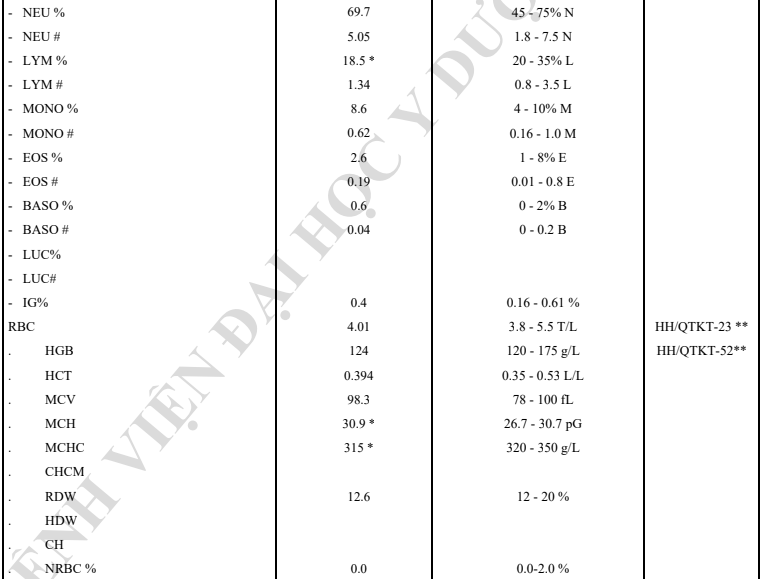 - NEU % 69.7 45 - 75% N
- NEU # 5.05 1.8 - 7.5 N
- LYM % 18.5 * 20 - 35% L
- LYM # 1.34 0.8 - 3.5 L
- MONO % 8.6 4 - 10% M
- MONO # 0.62 0.16 - 1.0 M
- EOS % 2.6 1 - 8% E
- EOS # 0.19 0.01 - 0.8 E
- BASO % 0.6 0 - 2% B
- BASO # 0.04 0 - 0.2 B
- LUC%
- LUC#
- IG% 0.4 0.16 - 0.61 %
RBC 4.01 3.8 - 5.5 T/L HH/QTKT-23 **
. HGB 124 120 - 175 g/L HH/QTKT-52**
. HCT 0.394 0.35 - 0.53 L/L
. MCV 98.3 78 - 100 fL
. MCH 30.9 * 26.7 - 30.7 pG
. MCHC 315 * 320 - 350 g/L
. CHCM
. RDW 12.6 12 - 20 %
. HDW
. CH
. NRBC % 0.0 0.0-2.0 %
ỆNH VIỆN ĐẠI HỌC Y DƯỢ